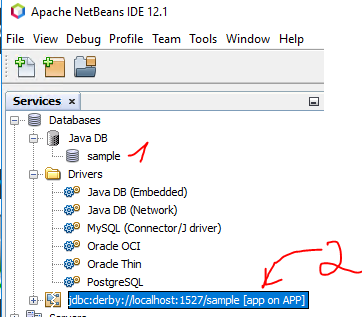 Apache NetBeans IDE 12.1
File View Debug Profile Team Tools Window Help
Services
Databases
Java DB
sample 1
Drivers
Java DB (Embedded)
Java DB (Network)
MySQL (Connector/J driver)
Oracle OCI
Oracle Thin
PostgreSQL
2
jdbc:derby://localhost:1527/sample [app on APP]
Servers